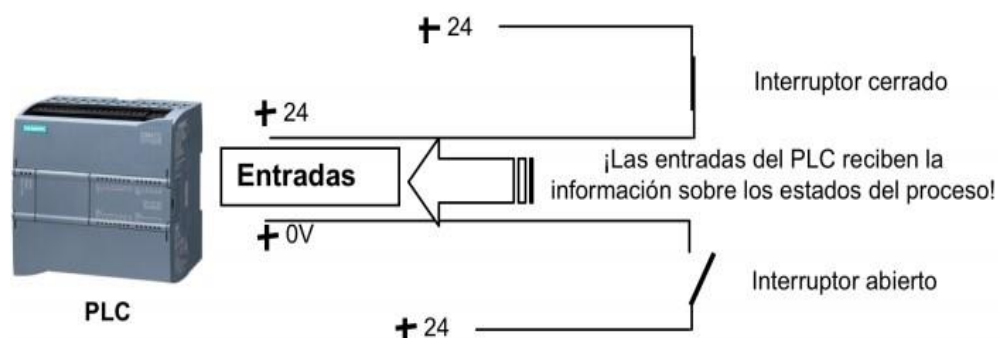 + 24
Interruptor cerrado
+ 24
SIEMENS
Entradas
¡Las entradas del PLC reciben la
información sobre los estados del proceso!
+ 0V
Interruptor abierto
PLC
+ 24